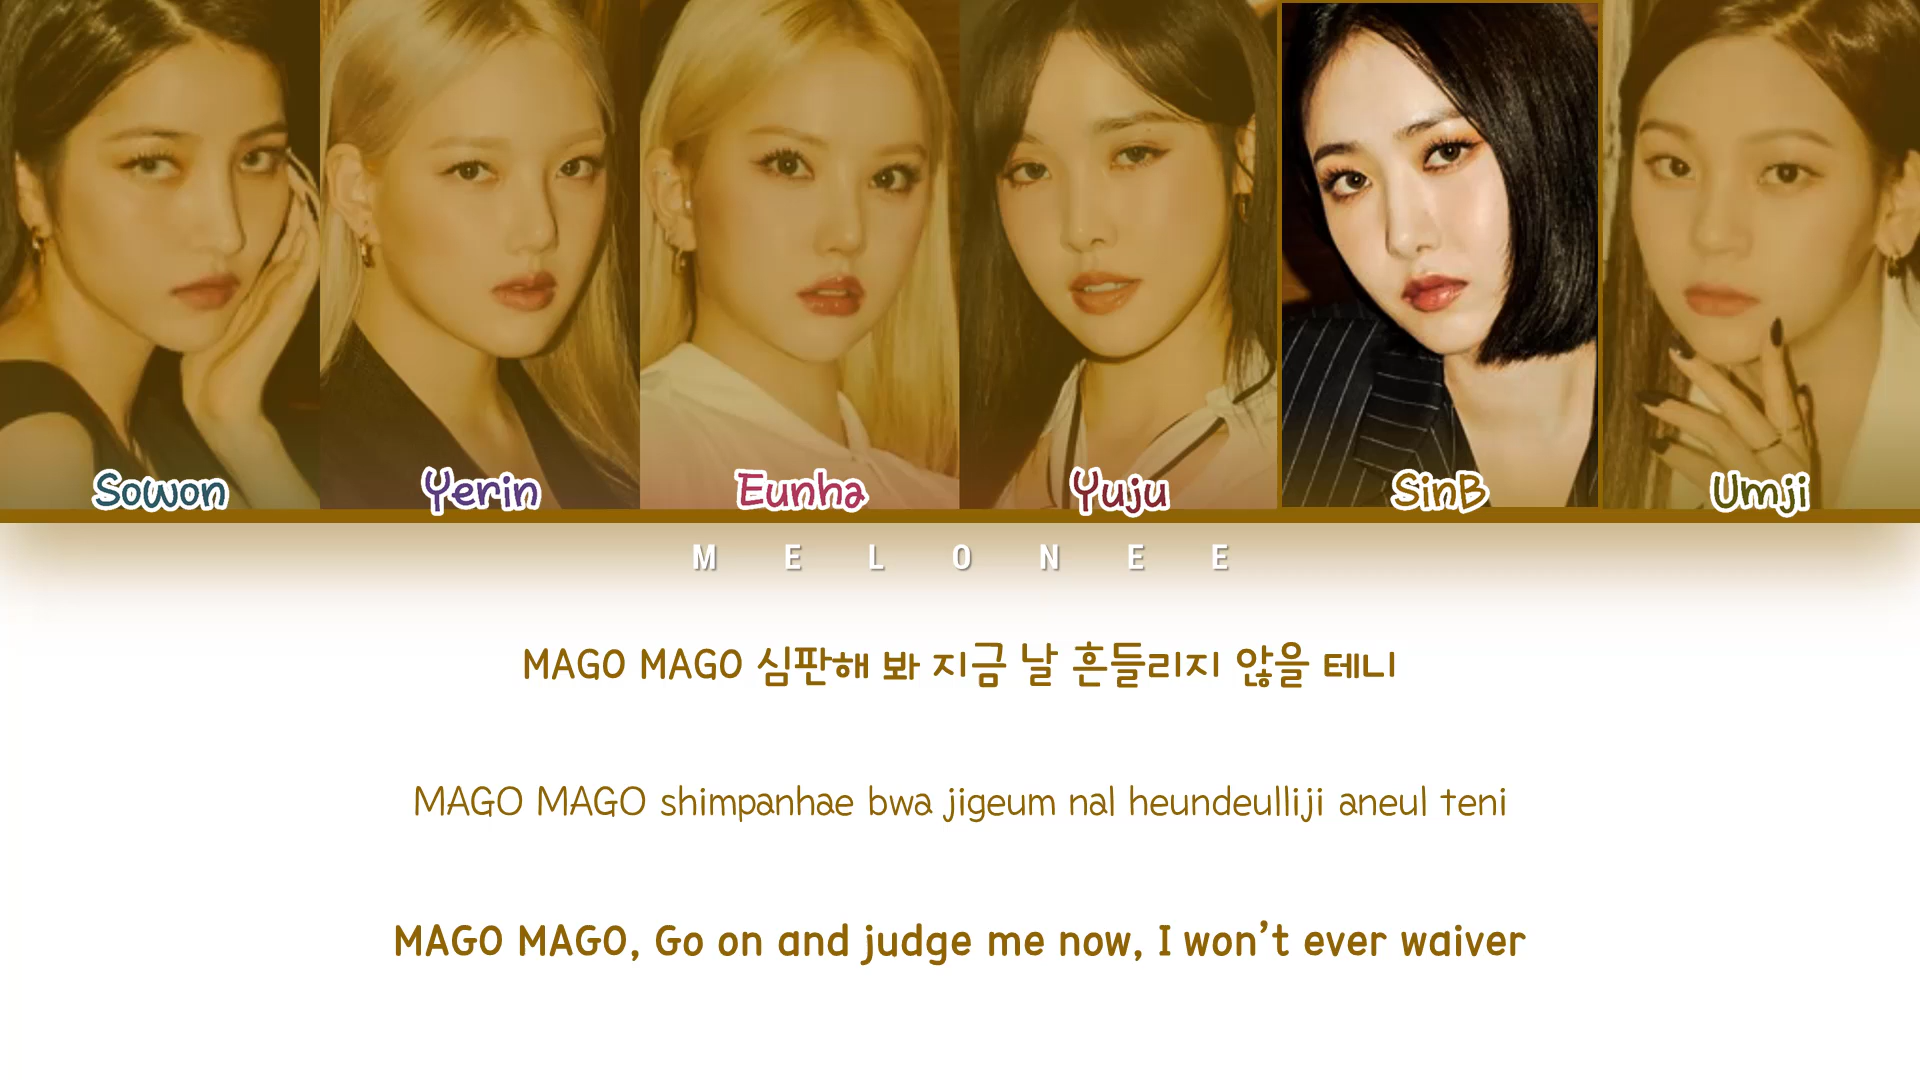 Sowon Yerin Eunha Yuju SinB Umji
MELONEE
MAGO MAGO 심판해 봐 지금 날 흔들리지 않을 테니
MAGO MAGO shimpanhae bwa jigeum nal heundeulliji aneul teni
MAGO MAGO, Go on and judge me now, I won’t ever waiver